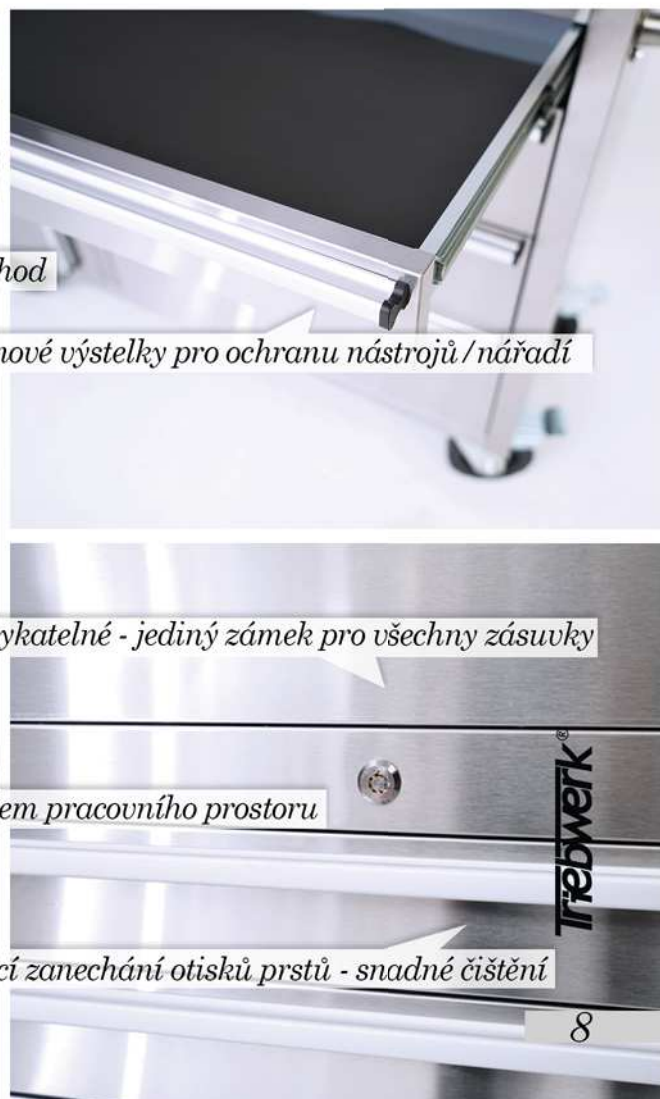 hod
nové výstelky pro ochranu nástrojů / nářadí
ykatelné - jediný zámek pro všechny zásuvky
em pracovního prostoru
cí zanechání otisků prstů - snadné čištění
Triebwerk®
8